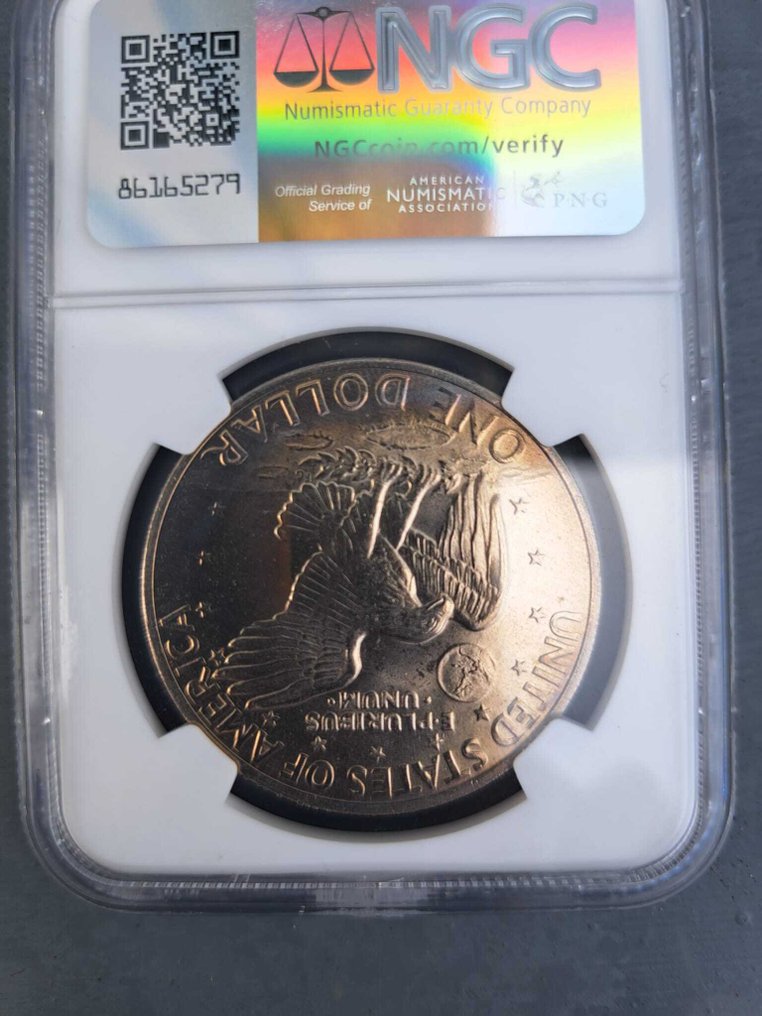 NGC
Numismatic Guaranty Company
NGCcoin.com/verify
86165279
Official Grading
Service of
AMERICAN
NUMISMATIC
ASSOCIATION
PNG
UNITED STATES OF AMERICA
E·PLURIBUS
·UNUM·
ONE DOLLAR